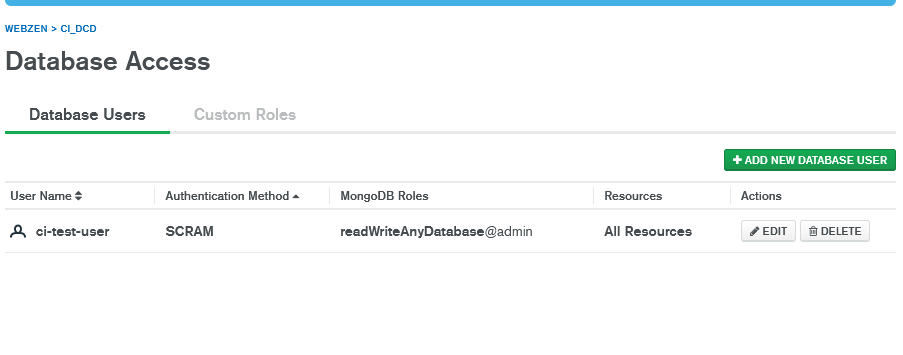 WEBZEN > CI_DCD
Database Access
Database Users Custom Roles
+ ADD NEW DATABASE USER
User Name Authentication Method MongoDB Roles Resources Actions
ci-test-user SCRAM readWriteAnyDatabase@admin All Resources EDIT DELETE